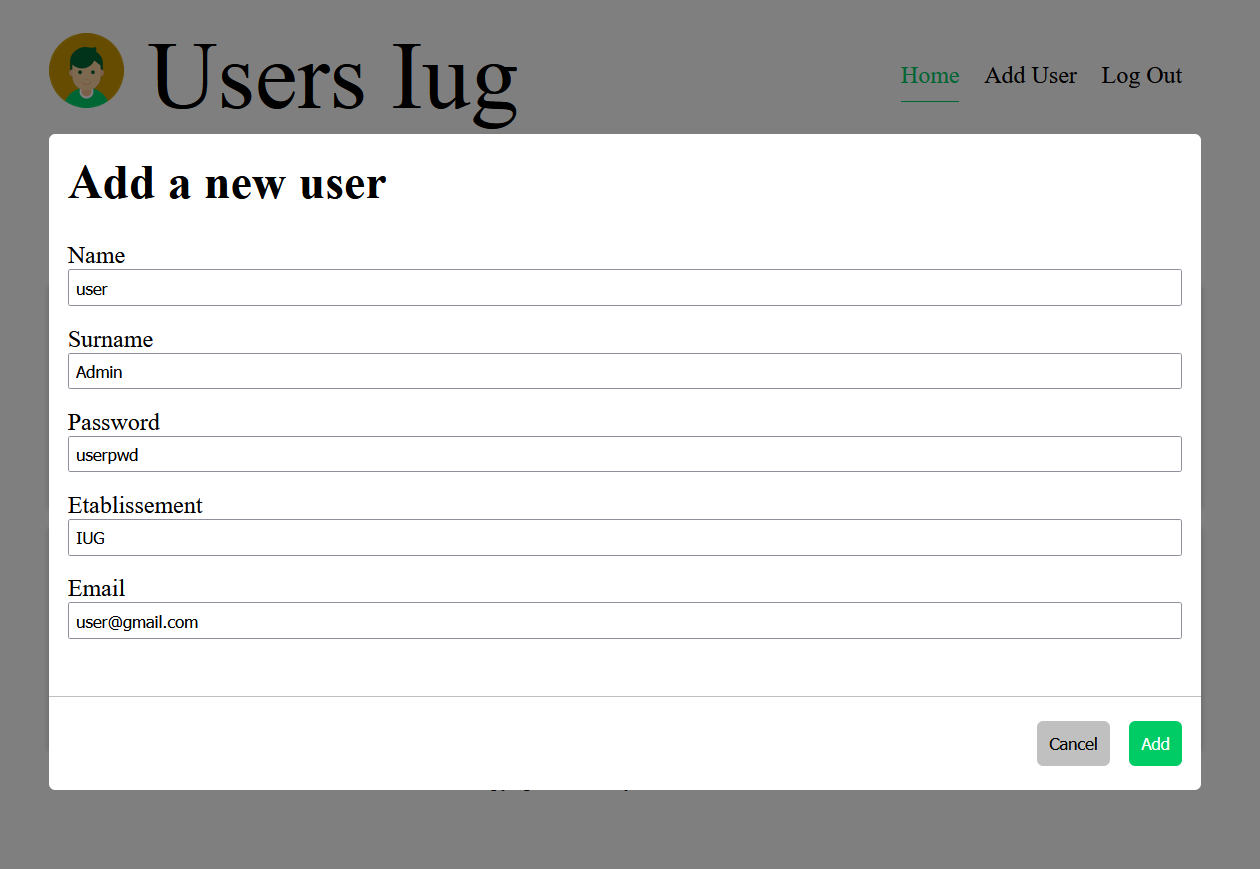 Users Iug
Home Add User Log Out
Add a new user
Name
user
Surname
Admin
Password
userpwd
Etablissement
IUG
Email
user@gmail.com
Cancel Add